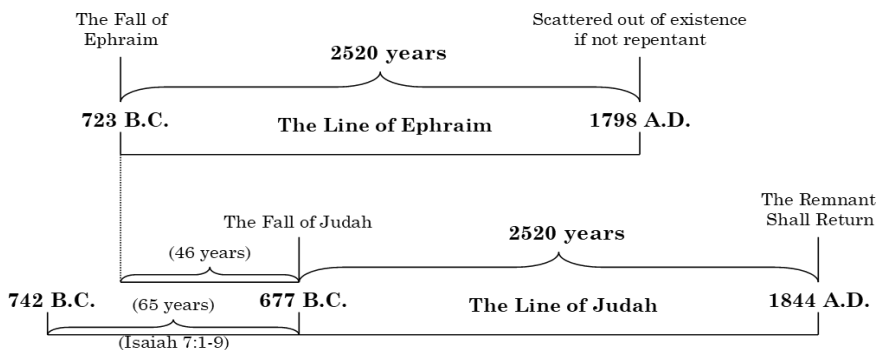 The Fall of
Ephraim
Scattered out of existence
if not repentant
2520 years
723 B.C.
The Line of Ephraim
1798 A.D.
The Remnant
Shall Return
The Fall of Judah
2520 years
(46 years)
742 B.C.
(65 years)
677 B.C.
The Line of Judah
1844 A.D.
(Isaiah 7:1-9)